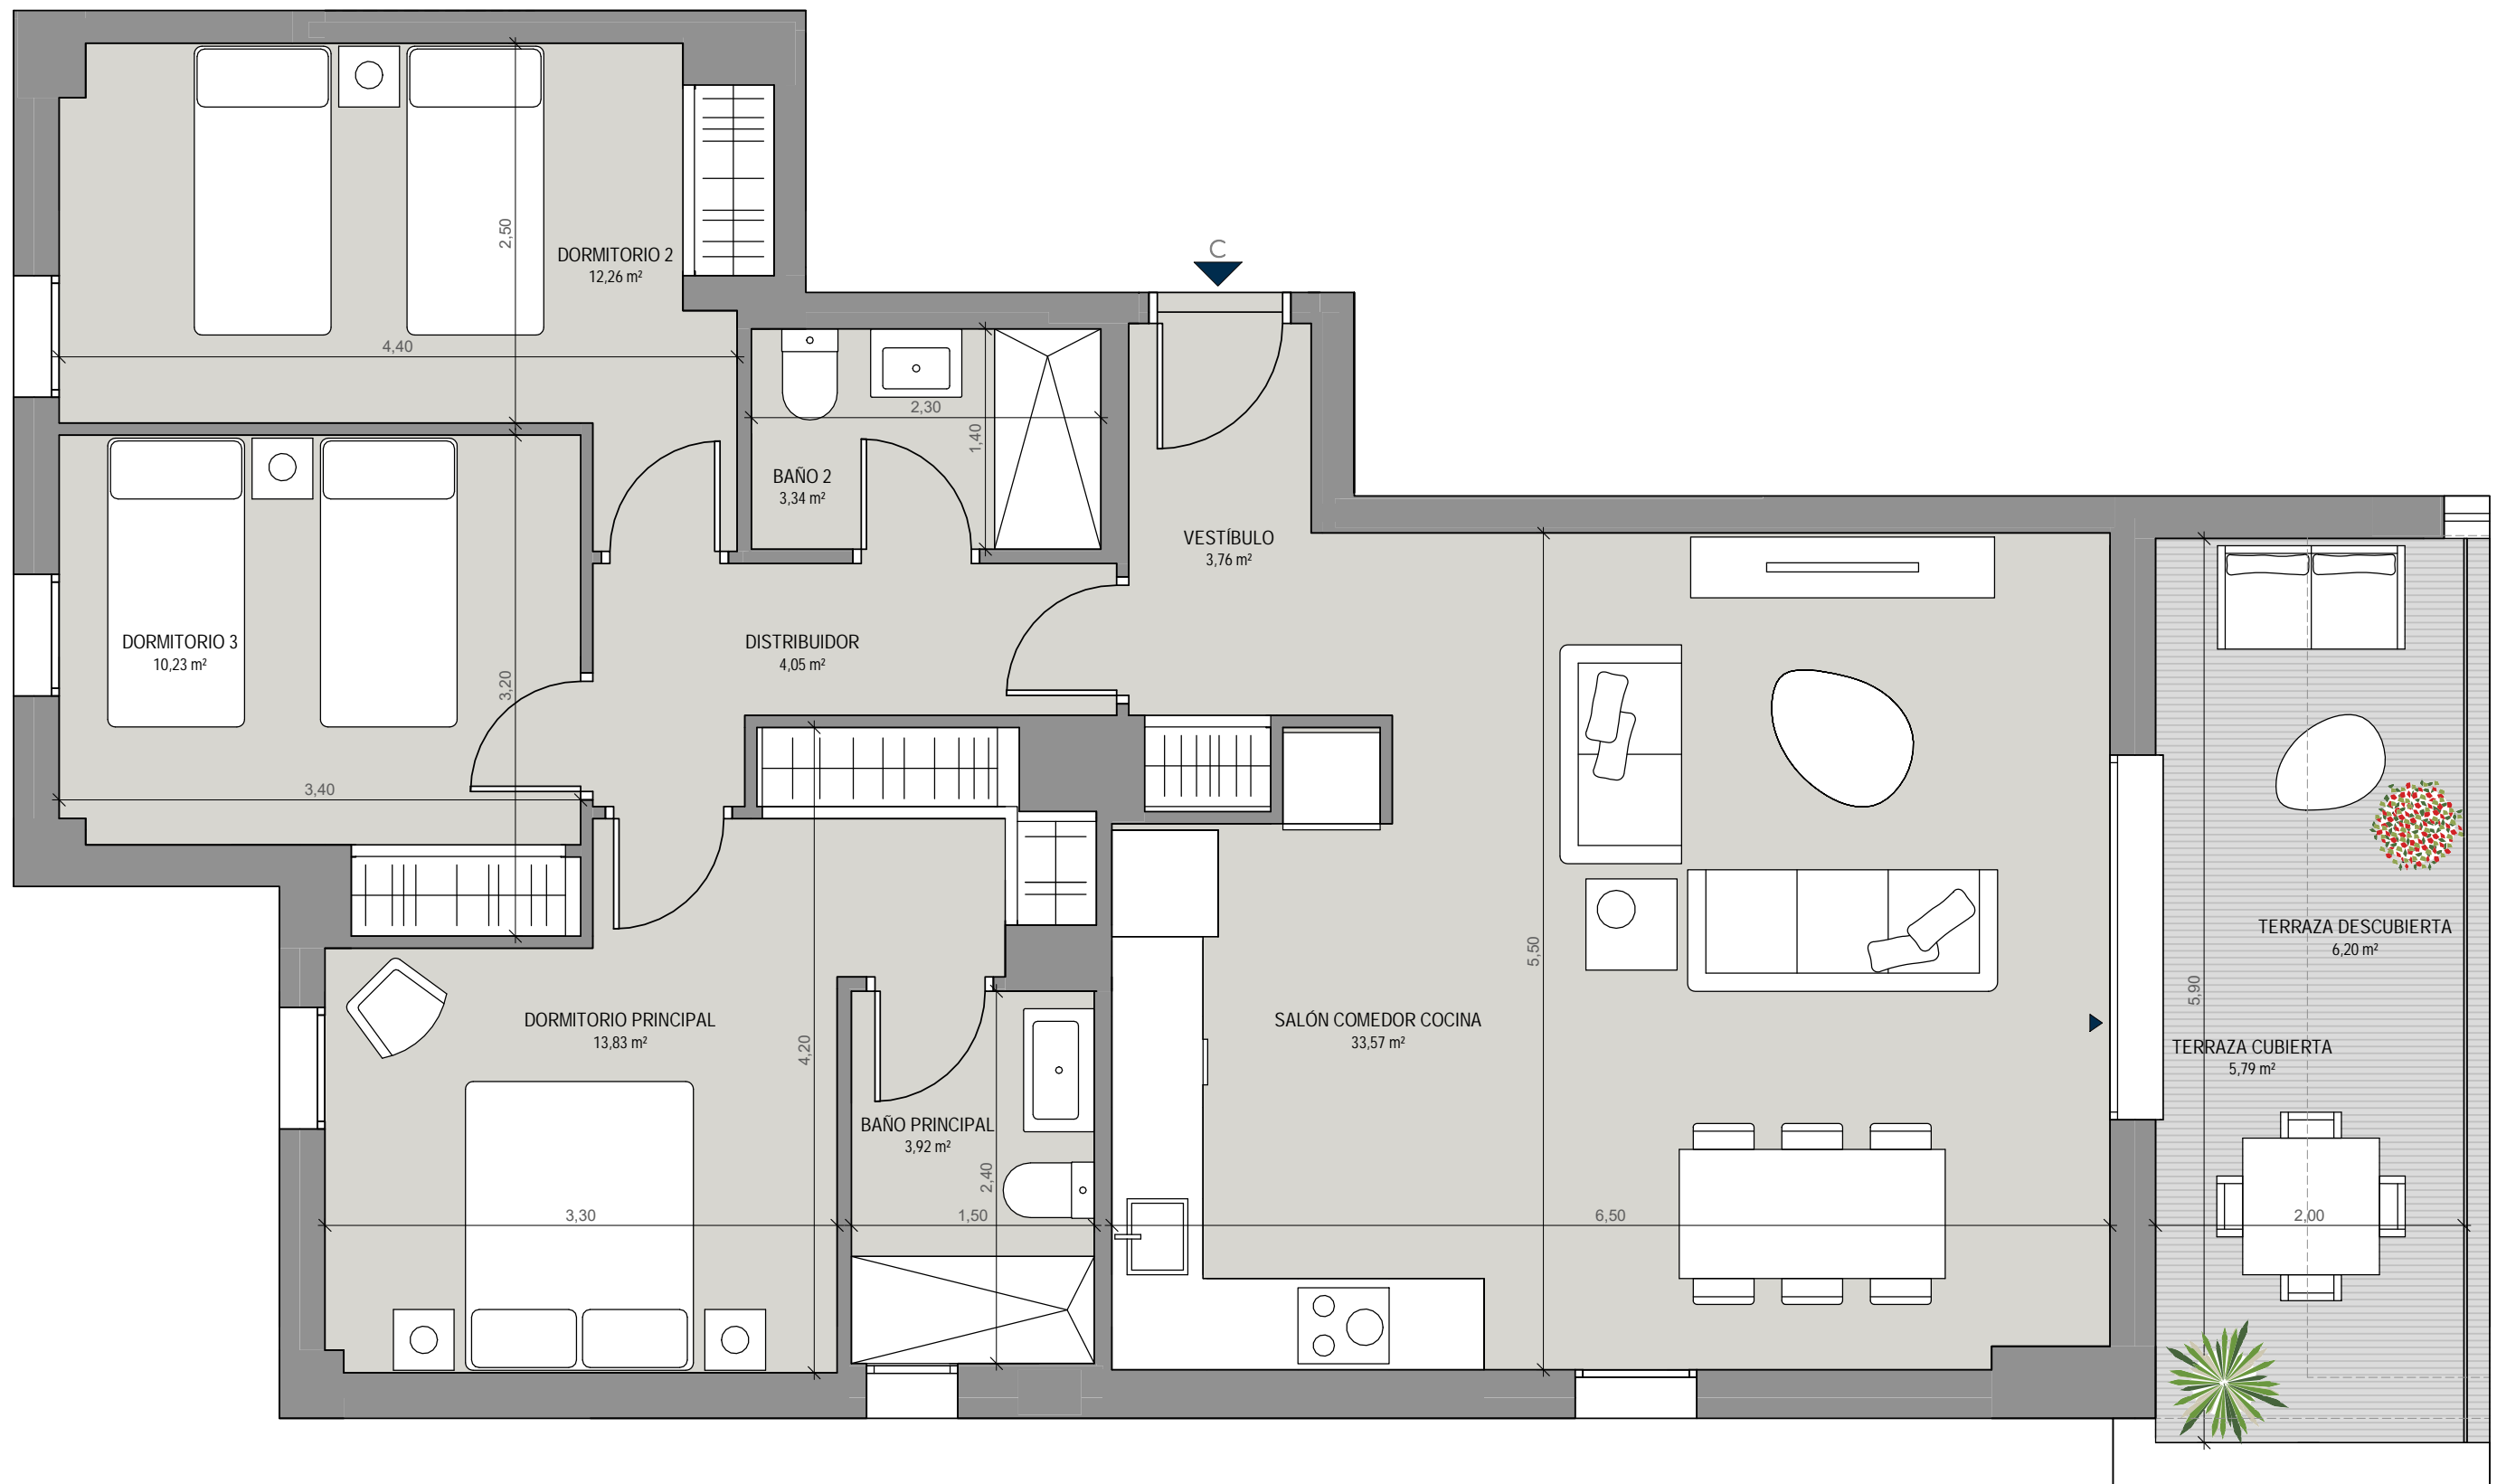 C
2,50
DORMITORIO 2
12,26 m²
4,40
2,30
1,40
BAÑO 2
3,34 m²
VESTÍBULO
3,76 m²
DORMITORIO 3
10,23 m²
3,20
DISTRIBUIDOR
4,05 m²
3,40
5,50
TERRAZA DESCUBIERTA
6,20 m²
5,90
DORMITORIO PRINCIPAL
13,83 m²
4,20
SALÓN COMEDOR COCINA
33,57 m²
TERRAZA CUBIERTA
5,79 m²
BAÑO PRINCIPAL
3,92 m²
2,40
3,30
1,50
6,50
2,00